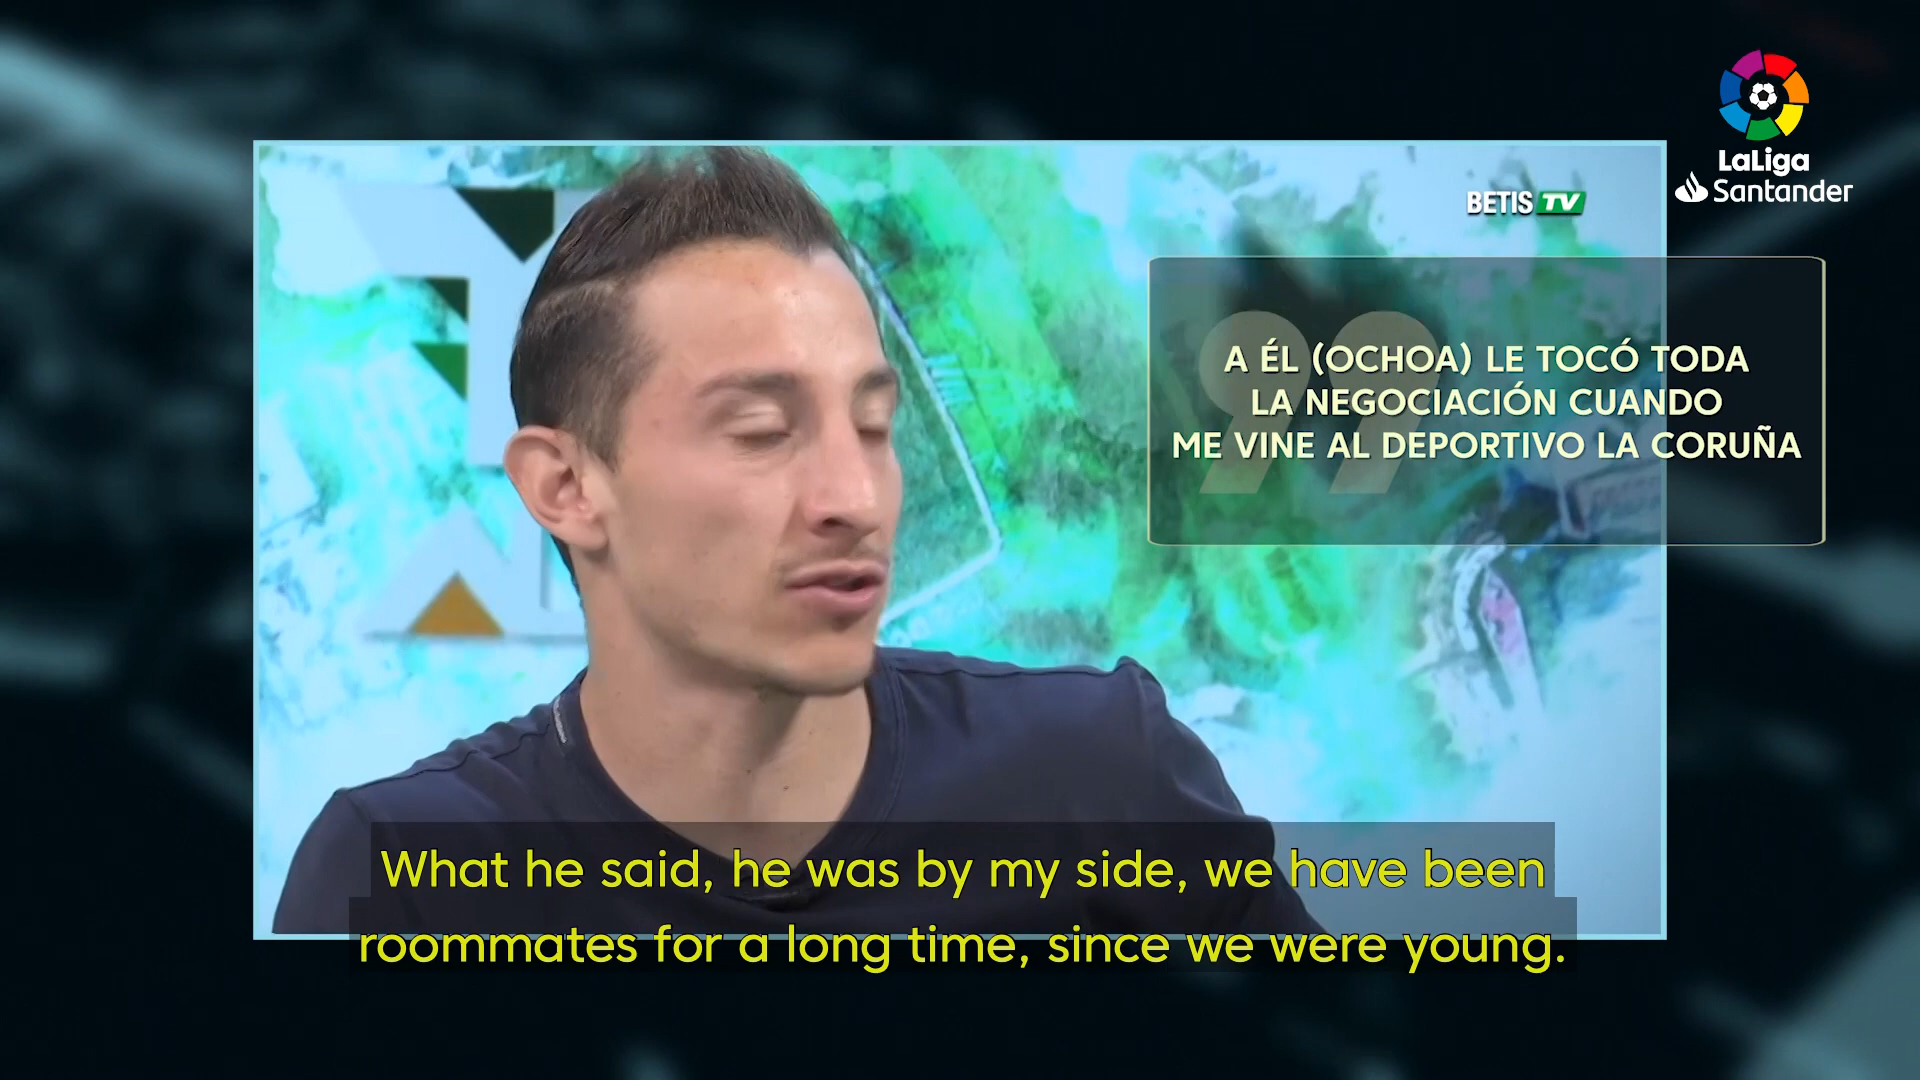 LaLiga
Santander
BETIS TV
A ÉL (OCHOA) LE TOCÓ TODA
LA NEGOCIACIÓN CUANDO
ME VINE AL DEPORTIVO LA CORUÑA
What he said, he was by my side, we have been
roommates for a long time, since we were young.